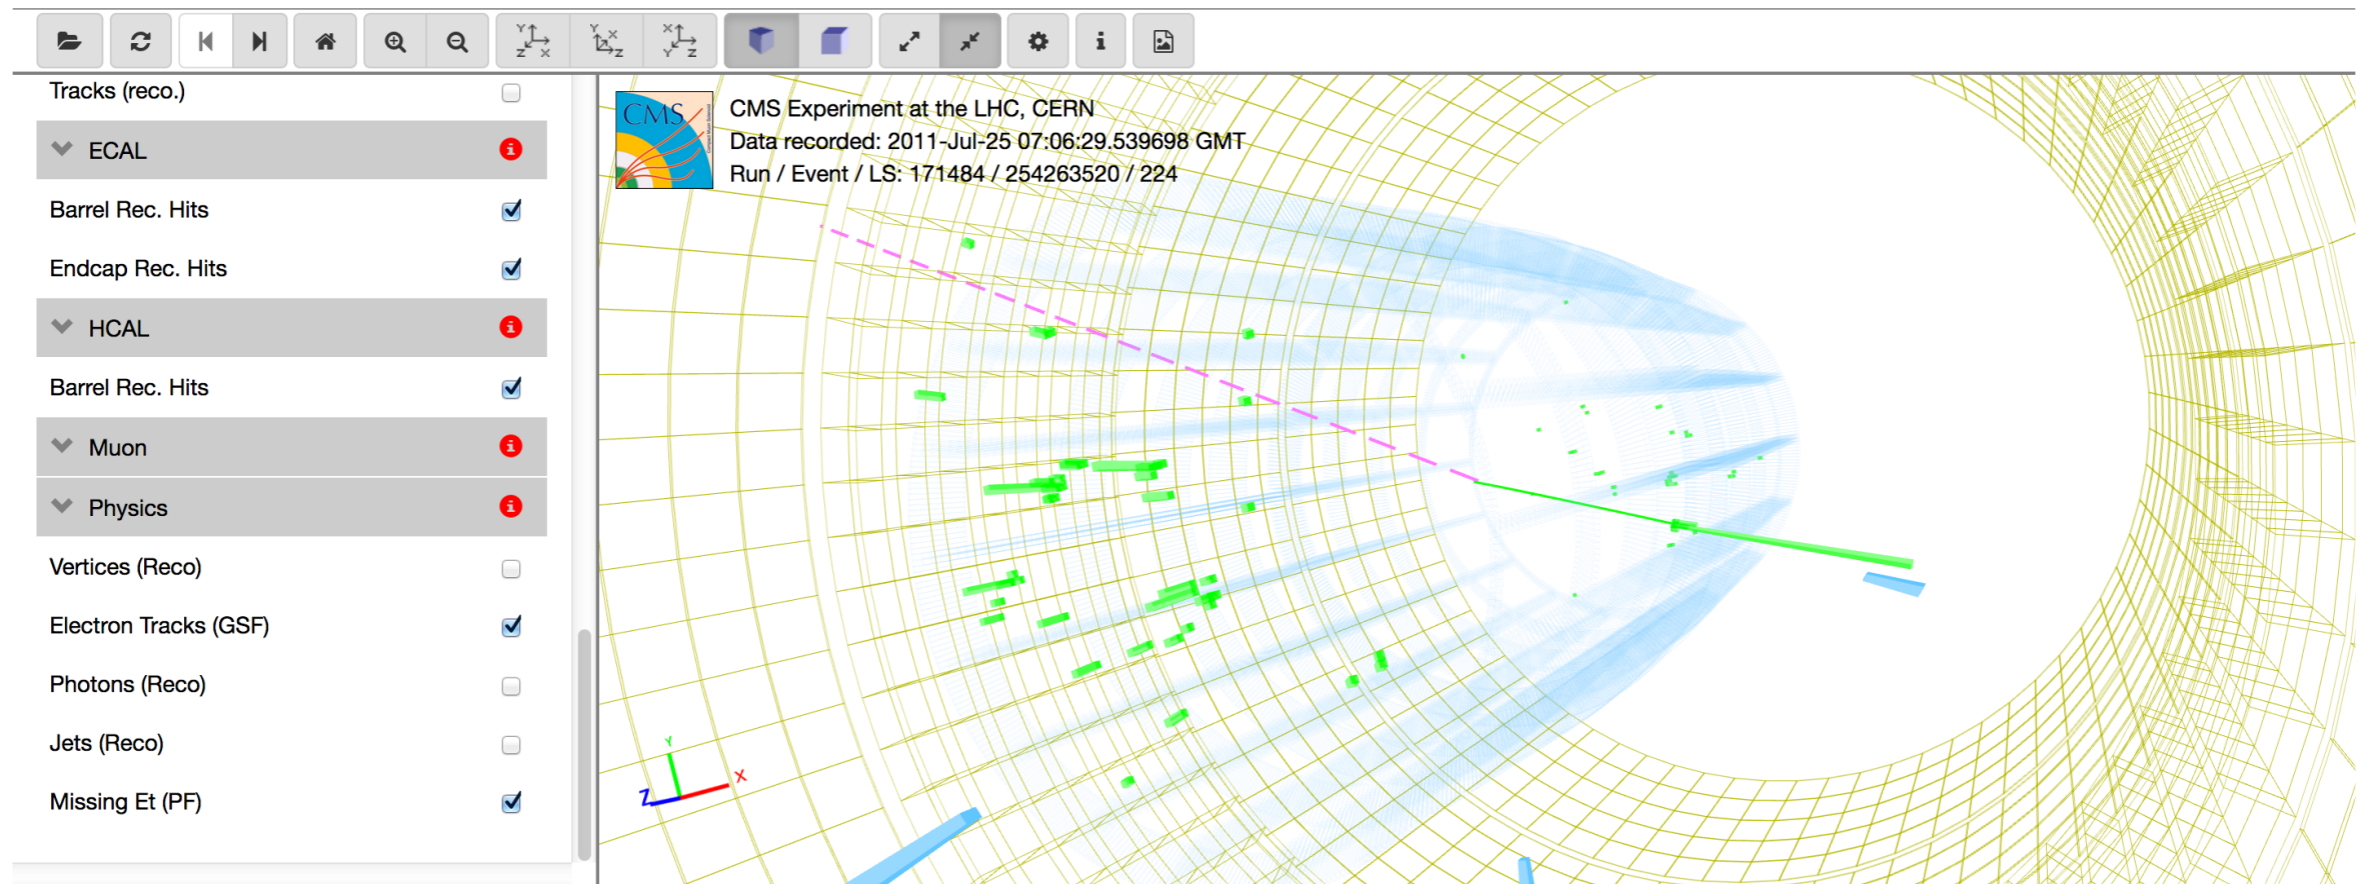 Y
Z X
Y X
Z
X
Y Z
Tracks (reco.)
ECAL
Barrel Rec. Hits
Endcap Rec. Hits
HCAL
Barrel Rec. Hits
Muon
Physics
Vertices (Reco)
Electron Tracks (GSF)
Photons (Reco)
Jets (Reco)
Missing Et (PF)
CMS
CMS Experiment at the LHC, CERN
Data recorded: 2011-Jul-25 07:06:29.539698 GMT
Run / Event / LS: 171484 / 254263520 / 224
Y
X
Z